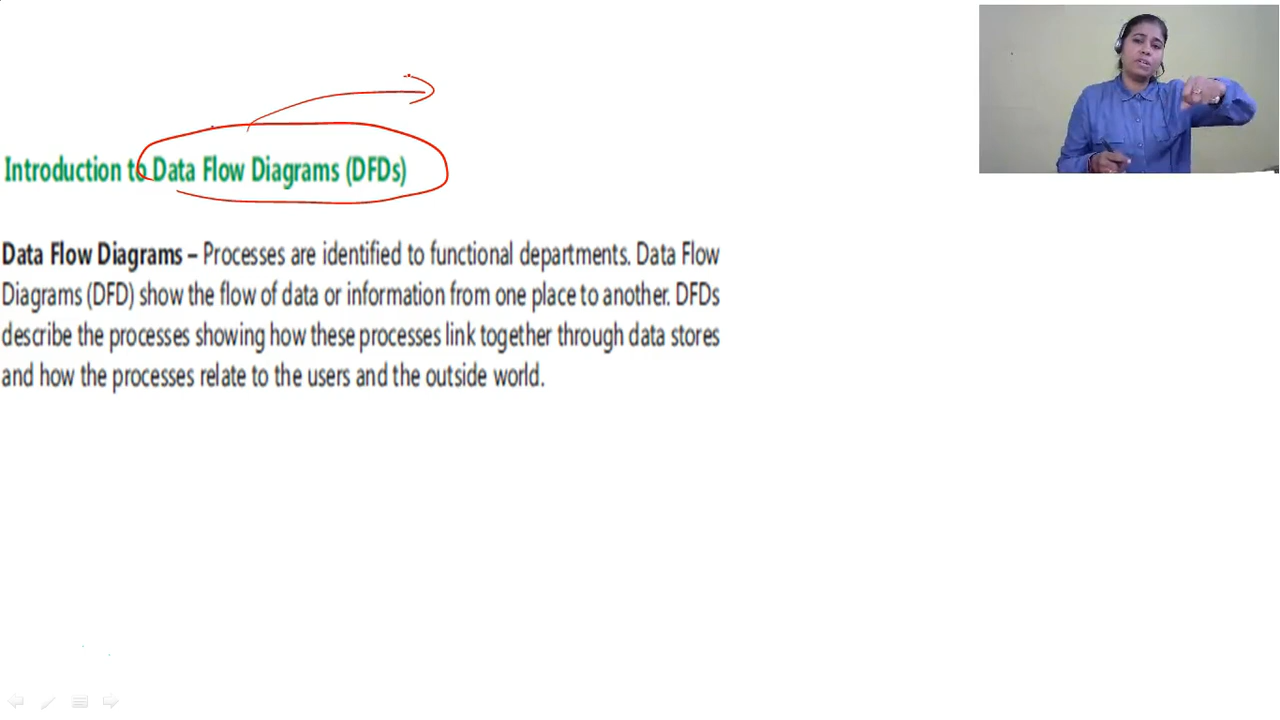 Introduction to Data Flow Diagrams (DFDs)
Data Flow Diagrams – Processes are identified to functional departments. Data Flow
Diagrams (DFD) show the flow of data or information from one place to another. DFDs
describe the processes showing how these processes link together through data stores
and how the processes relate to the users and the outside world.